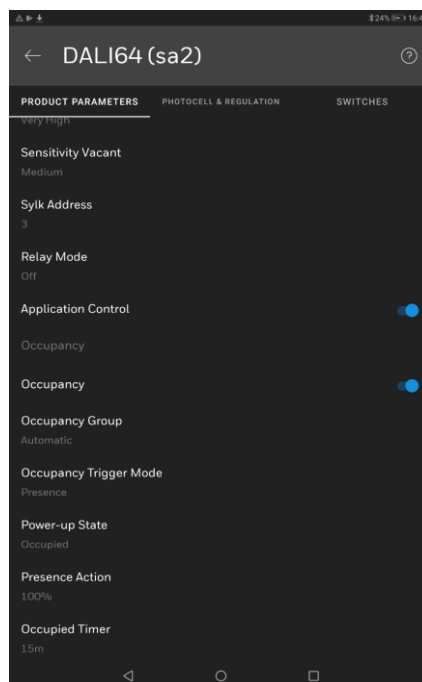 24% 16:4
DALI64 (sa2)
PRODUCT PARAMETERS PHOTOCELL & REGULATION SWITCHES
Very High
Sensitivity Vacant
Medium
Sylk Address
3
Relay Mode
Off
Application Control
Occupancy
Occupancy
Occupancy Group
Automatic
Occupancy Trigger Mode
Presence
Power-up State
Occupied
Presence Action
100%
Occupied Timer
15m